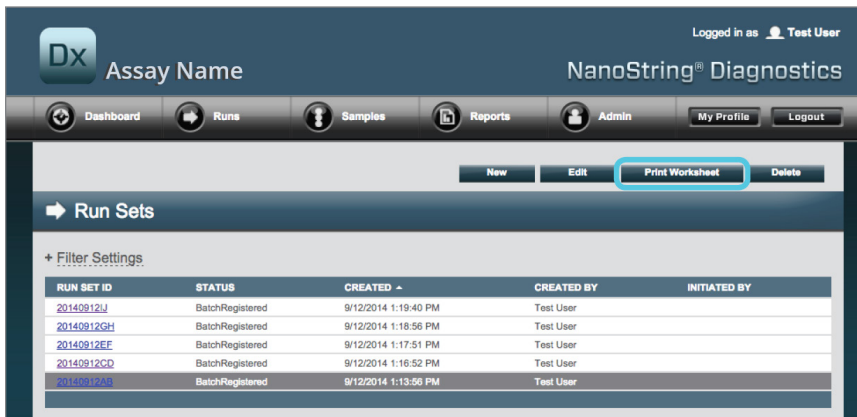 Logged in as Test User
Dx Assay Name
NanoString® Diagnostics
Dashboard Runs Samples Reports Admin My Profile Logout
New Edit Print Worksheet Delete
Run Sets
+ Filter Settings
RUN SET ID STATUS CREATED CREATED BY INITIATED BY
20140912IJ BatchRegistered 9/12/2014 1:19:40 PM Test User
20140912GH BatchRegistered 9/12/2014 1:18:56 PM Test User
20140912EF BatchRegistered 9/12/2014 1:17:51 PM Test User
20140912CD BatchRegistered 9/12/2014 1:16:52 PM Test User
20140912AB BatchRegistered 9/12/2014 1:13:56 PM Test User